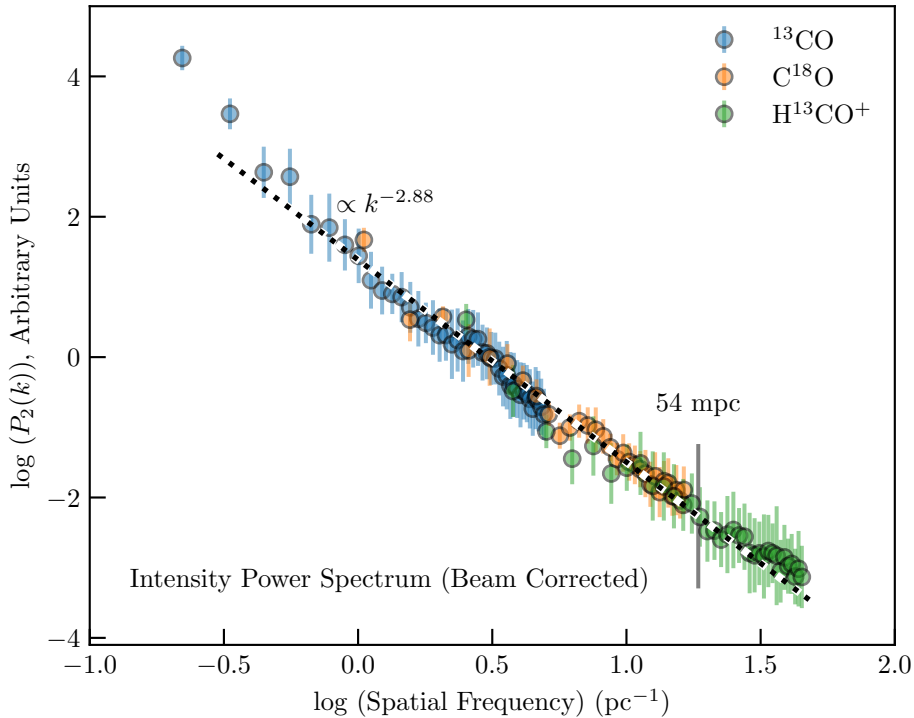 ¹³CO
C¹⁸O
H¹³CO⁺
∝ k⁻²·⁸⁸
54 mpc
Intensity Power Spectrum (Beam Corrected)
log (P₂(k)), Arbitrary Units
4
2
0
−2
−4
−1.0 −0.5 0.0 0.5 1.0 1.5 2.0
log (Spatial Frequency) (pc⁻¹)